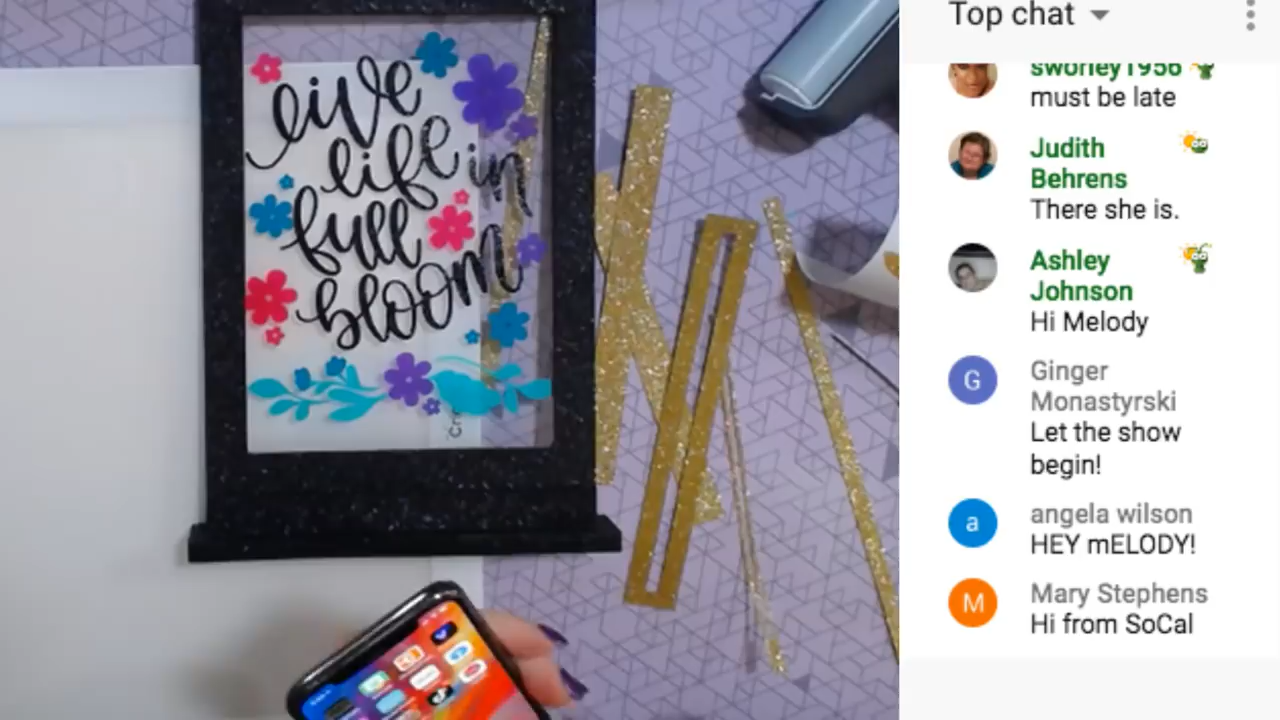 live
life in
full
bloom
Top chat
sworley1956
must be late
Judith
Behrens
There she is.
Ashley
Johnson
Hi Melody
Ginger
Monastyrski
Let the show
begin!
a
angela wilson
HEY mELODY!
M
Mary Stephens
Hi from SoCal
G